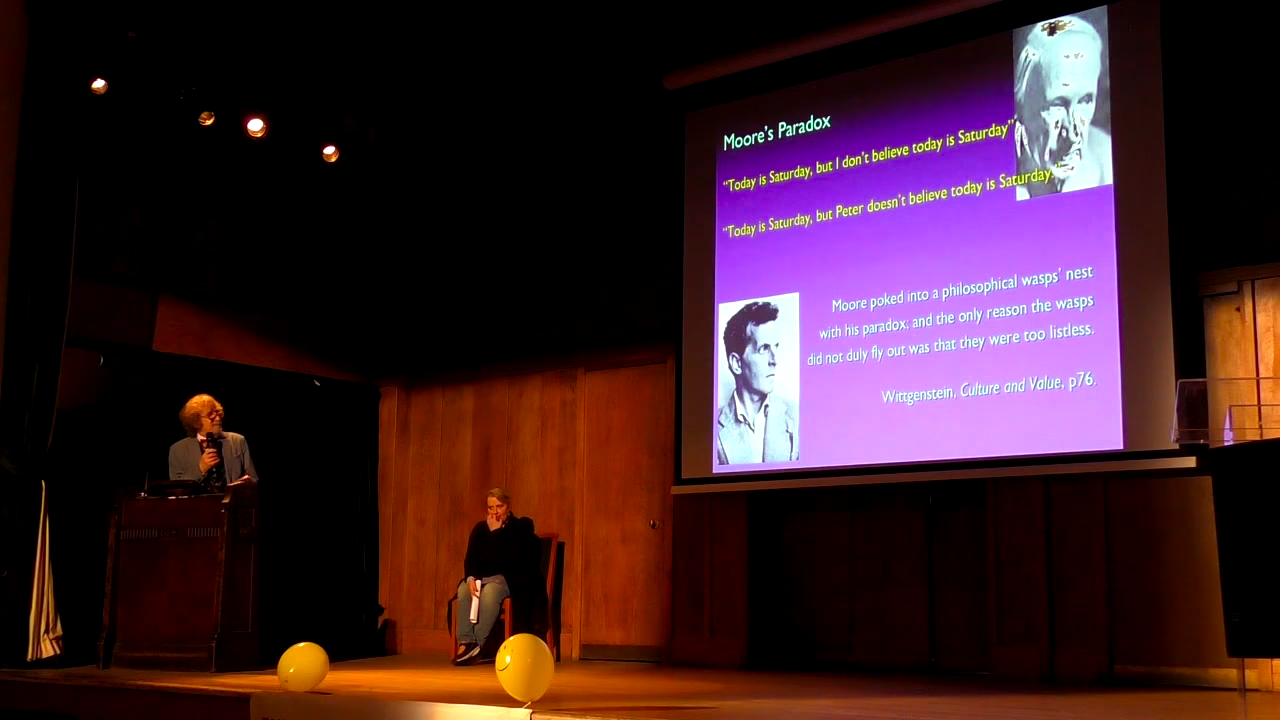 Moore's Paradox
"Today is Saturday, but I don't believe today is Saturday"
"Today is Saturday, but Peter doesn't believe today is Saturday."
Moore poked into a philosophical wasps' nest
with his paradox; and the only reason the wasps
did not duly fly out was that they were too listless.
Wittgenstein, Culture and Value, p76.